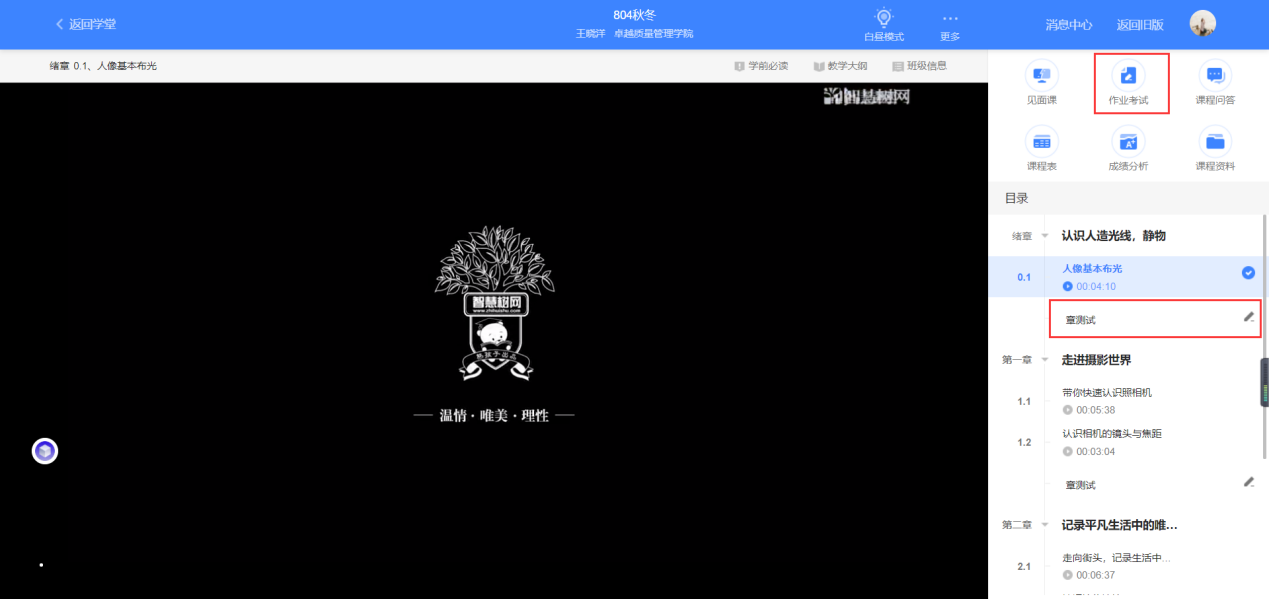 返回学堂
804秋冬
王晓洋 卓越质量管理学院
白昼模式
更多
消息中心
返回旧版
绪章 0.1、人像基本布光
学前必读
教学大纲
班级信息
智慧树网
智慧树网
www.zhihuishu.com
熊孩子出品
温情·唯美·理性
见面课
作业考试
课程问答
课程表
成绩分析
课程资料
目录
绪章
认识人造光线，静物
0.1
人像基本布光
00:04:10
章测试
第一章
走进摄影世界
1.1
带你快速认识照相机
00:05:38
1.2
认识相机的镜头与焦距
00:03:04
章测试
第二章
记录平凡生活中的唯...
2.1
走向街头，记录生活中...
00:06:37